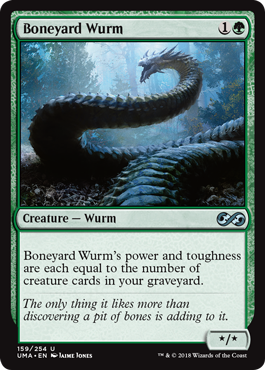 Boneyard Wurm 1
Creature — Wurm
Boneyard Wurm's power and toughness
are each equal to the number of
creature cards in your graveyard.
The only thing it likes more than
discovering a pit of bones is adding to it.
*/*
159/254 U
UMA • EN Jaime Jones
™ & © 2018 Wizards of the Coast